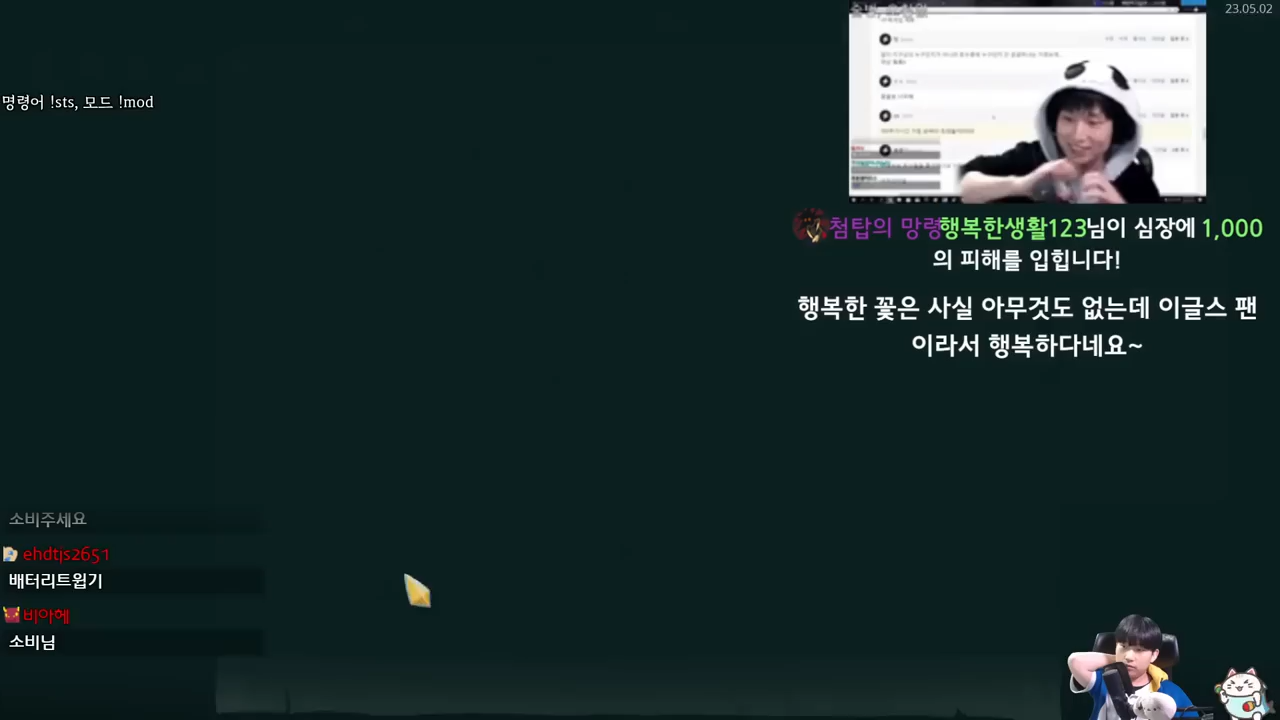 23.05.02
명령어 !sts, 모드 !mod
첨탑의 망령행복한생활123님이 심장에 1,000
의 피해를 입힙니다!
행복한 꽃은 사실 아무것도 없는데 이글스 팬
이라서 행복하다네요~
소비주세요
ehdtjs2651
배터리트윕기
비아헤
소비님